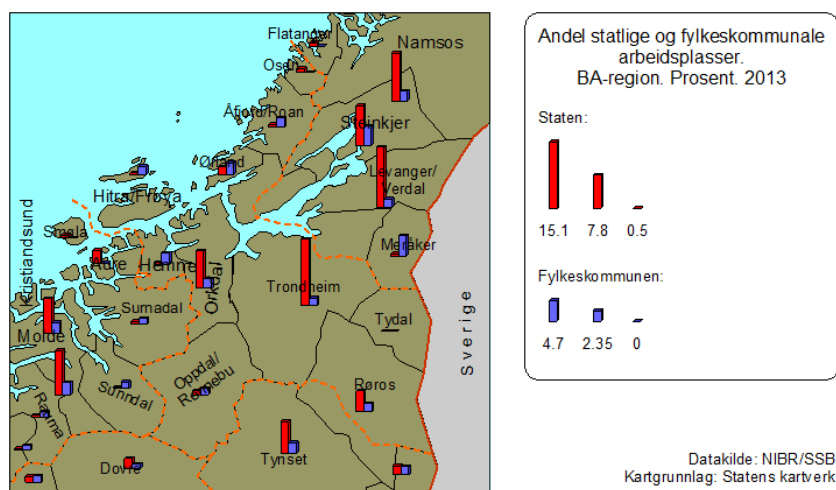 Flatanger
Namsos
Osen
Åfjord/Roan
Steinkjer
Ørland
Levanger/
Verdal
Hitra/Frøya
Kristiandsund
Smøla
Meråker
Aure
Hemne
Orkdal
Trondheim
Surnadal
Tydal
Molde
Sverige
Oppdal/
Rennebu
Sunndal
Røros
Rauma
Tynset
Dovre
Andel statlige og fylkeskommunale
arbeidsplasser.
BA-region. Prosent. 2013
Staten:
15.1 7.8 0.5
Fylkeskommunen:
4.7 2.35 0
Datakilde: NIBR/SSB
Kartgrunnlag: Statens kartverk